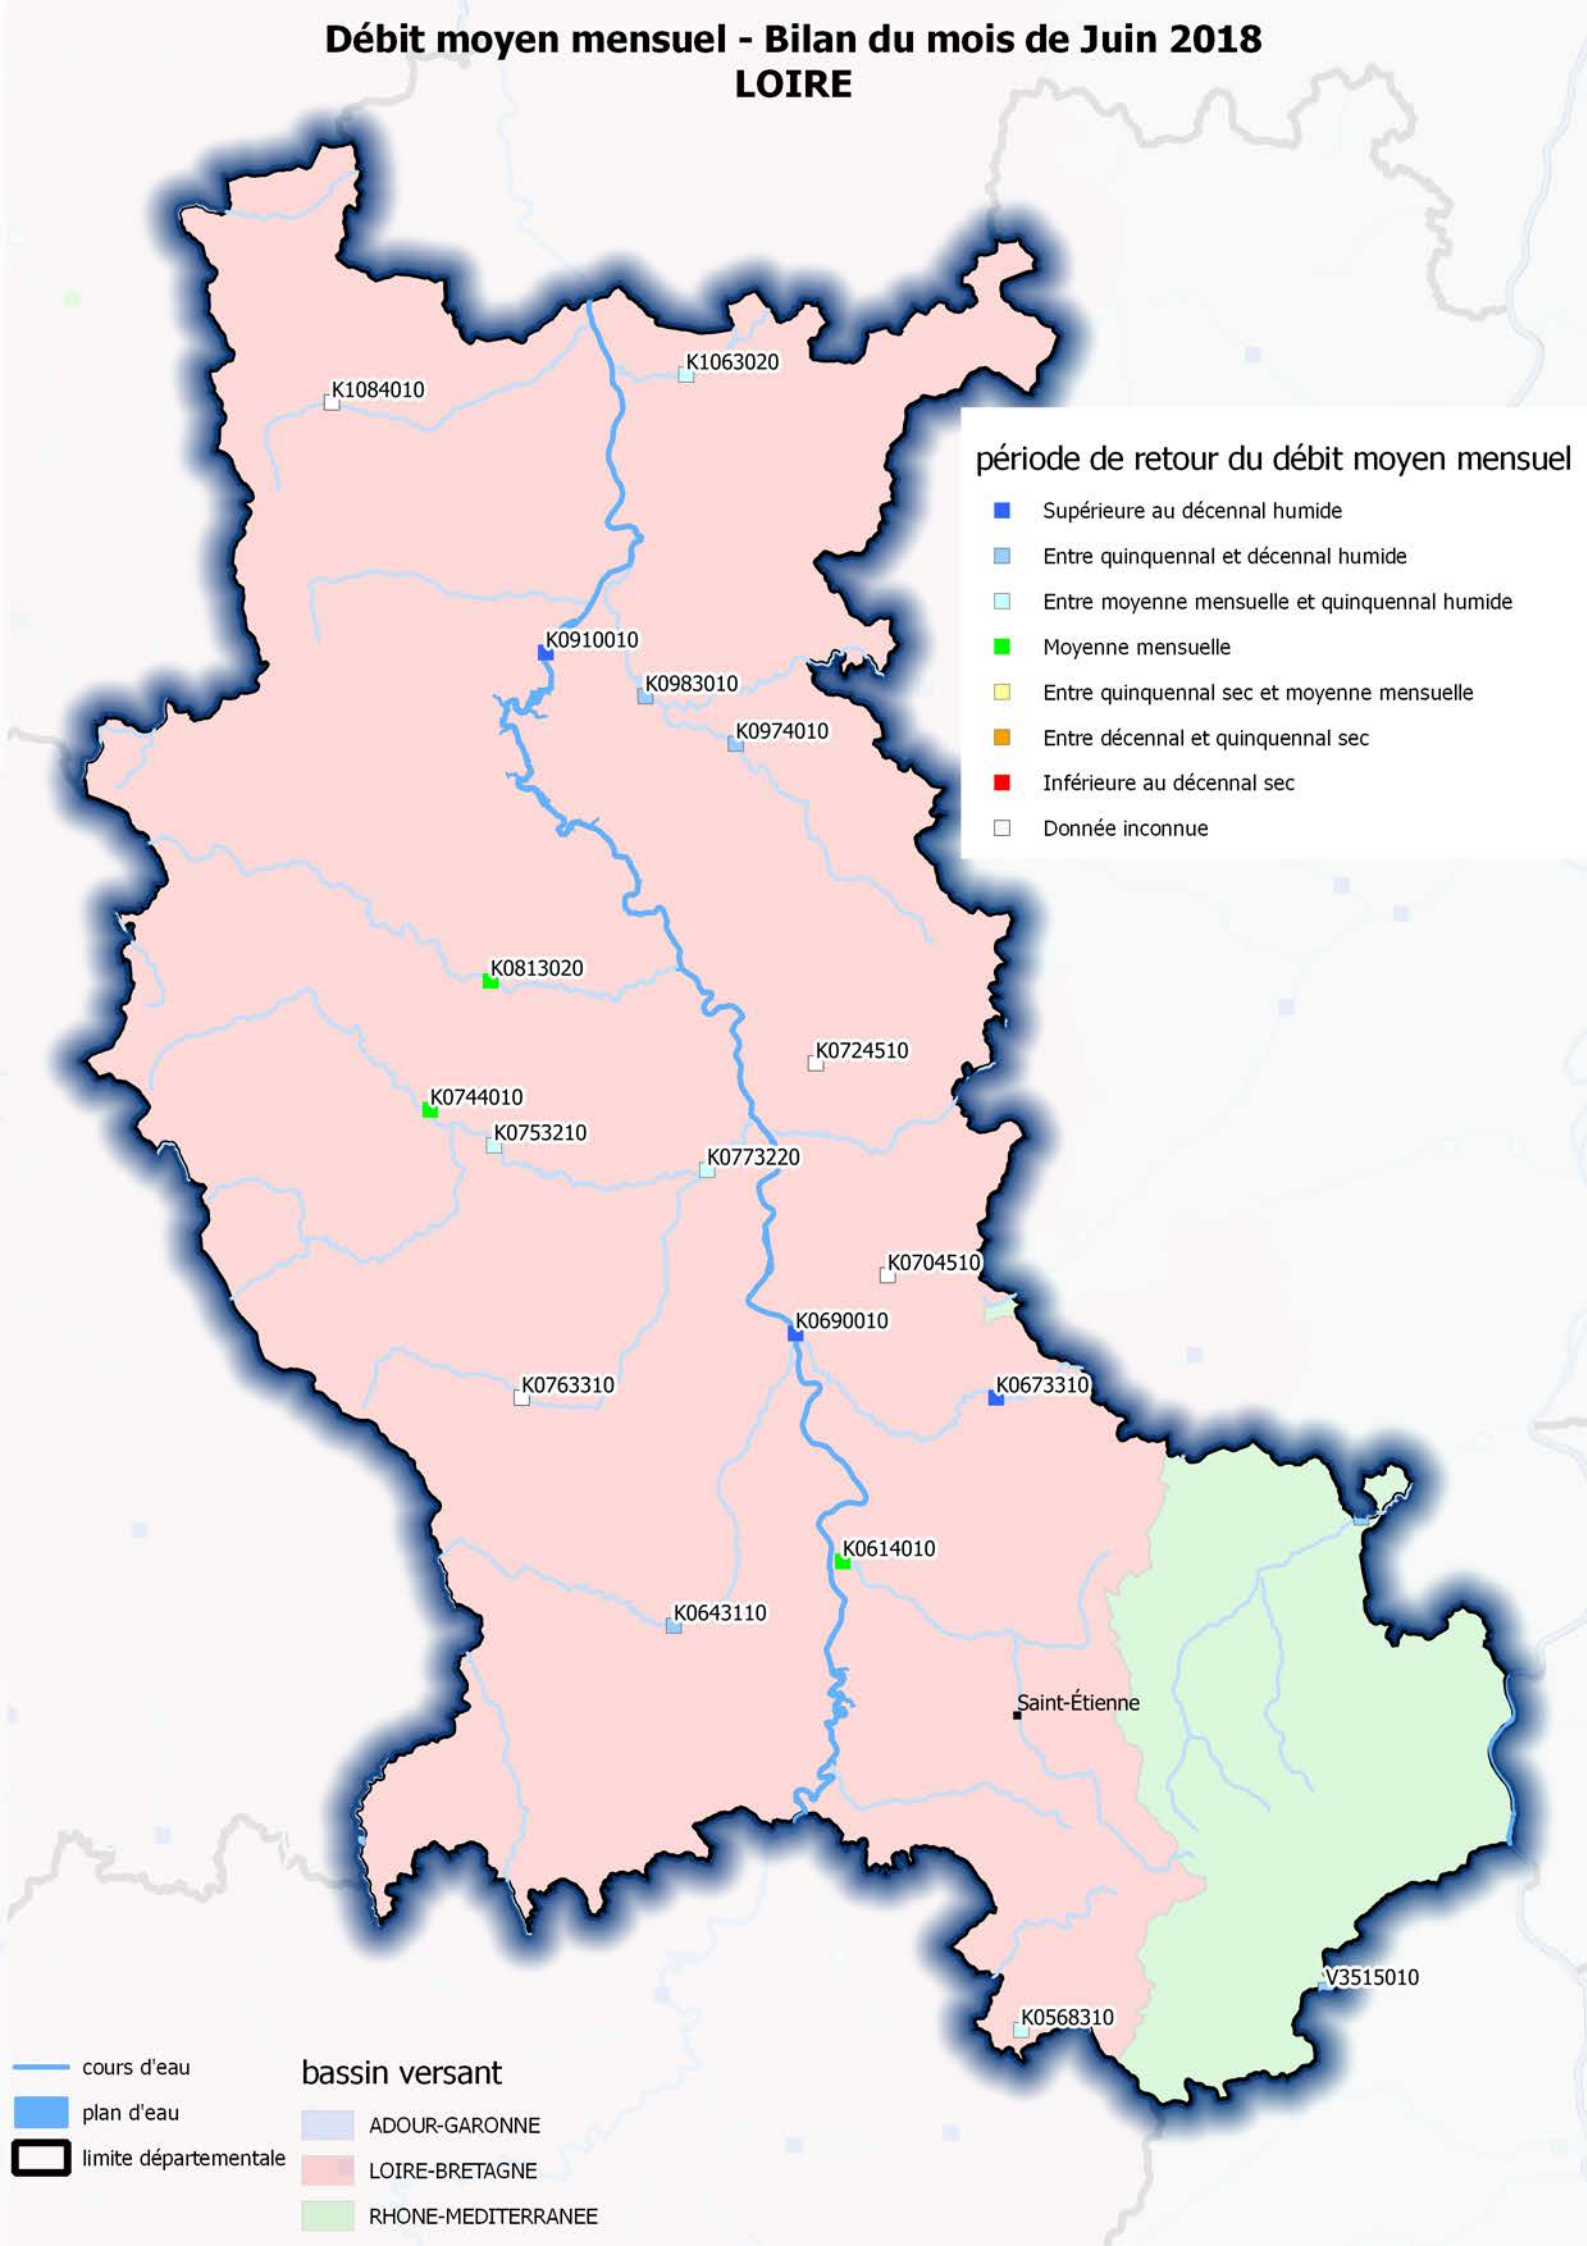 Débit moyen mensuel - Bilan du mois de Juin 2018
LOIRE
K1063020
K1084010
période de retour du débit moyen mensuel
Supérieure au décennal humide
Entre quinquennal et décennal humide
Entre moyenne mensuelle et quinquennal humide
Moyenne mensuelle
Entre quinquennal sec et moyenne mensuelle
Entre décennal et quinquennal sec
Inférieure au décennal sec
Donnée inconnue
K0910010
K0983010
K0974010
K0813020
K0724510
K0744010
K0753210
K0773220
K0704510
K0690010
K0763310
K0673310
K0614010
K0643110
Saint-Étienne
V3515010
K0568310
cours d'eau
plan d'eau
limite départementale
bassin versant
ADOUR-GARONNE
LOIRE-BRETAGNE
RHONE-MEDITERRANEE